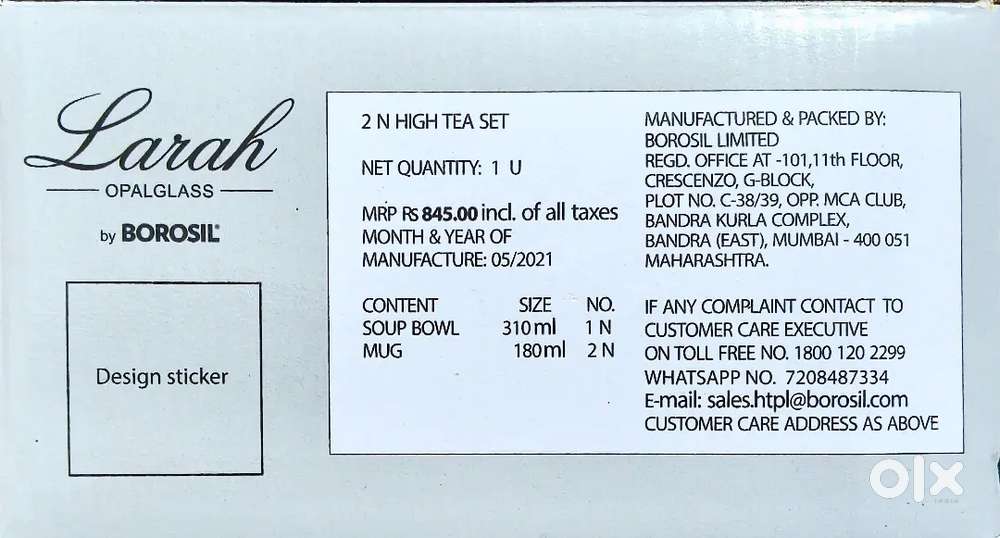 Larah
OPALGLASS
by BOROSIL
Design sticker
2 N HIGH TEA SET
NET QUANTITY: 1 U
MRP Rs 845.00 incl. of all taxes
MONTH & YEAR OF
MANUFACTURE: 05/2021
CONTENT SIZE NO.
SOUP BOWL 310 ml 1 N
MUG 180ml 2 N
MANUFACTURED & PACKED BY:
BOROSIL LIMITED
REGD. OFFICE AT -101,11th FLOOR,
CRESCENZO, G-BLOCK,
PLOT NO. C-38/39, OPP. MCA CLUB,
BANDRA KURLA COMPLEX,
BANDRA (EAST), MUMBAI - 400 051
MAHARASHTRA.
IF ANY COMPLAINT CONTACT TO
CUSTOMER CARE EXECUTIVE
ON TOLL FREE NO. 1800 120 2299
WHATSAPP NO. 7208487334
E-mail: sales.htpl@borosil.com
CUSTOMER CARE ADDRESS AS ABOVE
olx
INDIA